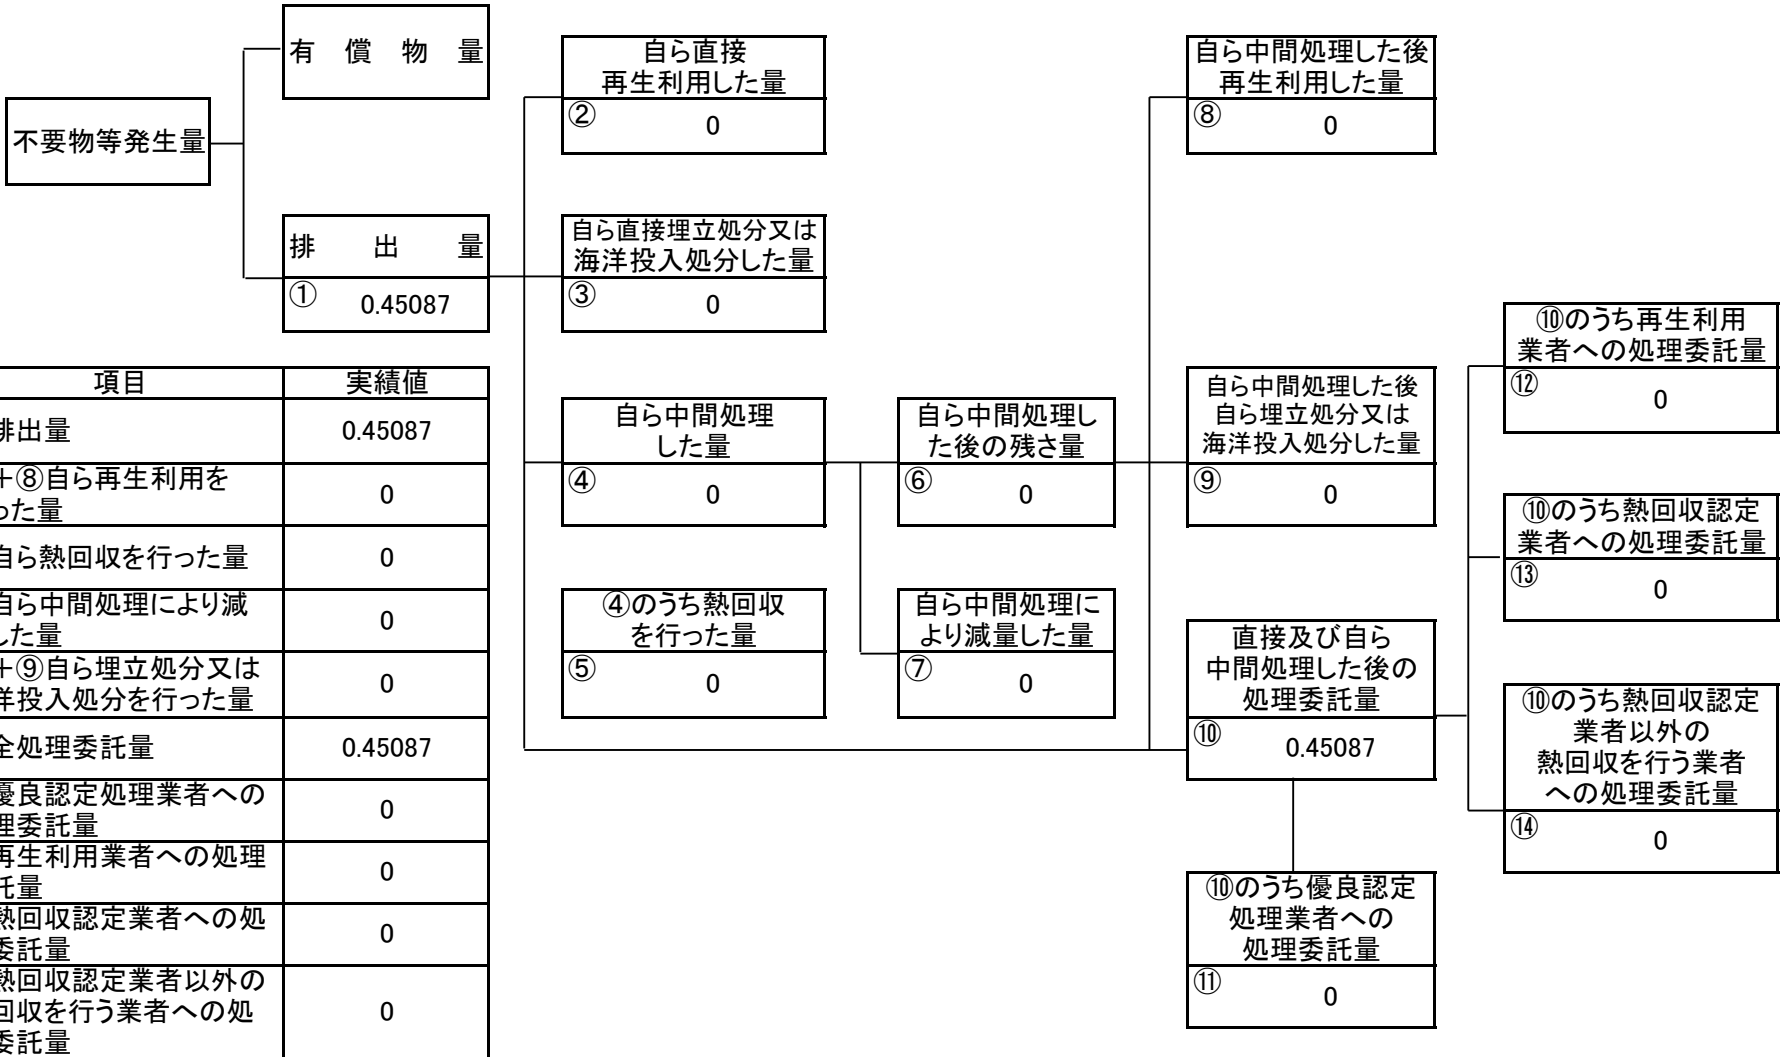 有償物量
不要物等発生量
排出量
① 0.45087
自ら直接
再生利用した量
② 0
自ら直接埋立処分又は
海洋投入処分した量
③ 0
自ら中間処理
した量
④ 0
④のうち熱回収
を行った量
⑤ 0
自ら中間処理し
た後の残さ量
⑥ 0
自ら中間処理に
より減量した量
⑦ 0
自ら中間処理した後
再生利用した量
⑧ 0
自ら中間処理した後
自ら埋立処分又は
海洋投入処分した量
⑨ 0
直接及び自ら
中間処理した後の
処理委託量
⑩ 0.45087
⑩のうち優良認定
処理業者への
処理委託量
⑪ 0
⑩のうち再生利用
業者への処理委託量
⑫ 0
⑩のうち熱回収認定
業者への処理委託量
⑬ 0
⑩のうち熱回収認定
業者以外の
熱回収を行う業者
への処理委託量
⑭ 0
項目 実績値
排出量 0.45087
+⑧自ら再生利用を
った量 0
自ら熱回収を行った量 0
自ら中間処理により減
した量 0
+⑨自ら埋立処分又は
洋投入処分を行った量 0
全処理委託量 0.45087
優良認定処理業者への
理委託量 0
再生利用業者への処理
託量 0
熱回収認定業者への処
委託量 0
熱回収認定業者以外の
回収を行う業者への処
委託量 0